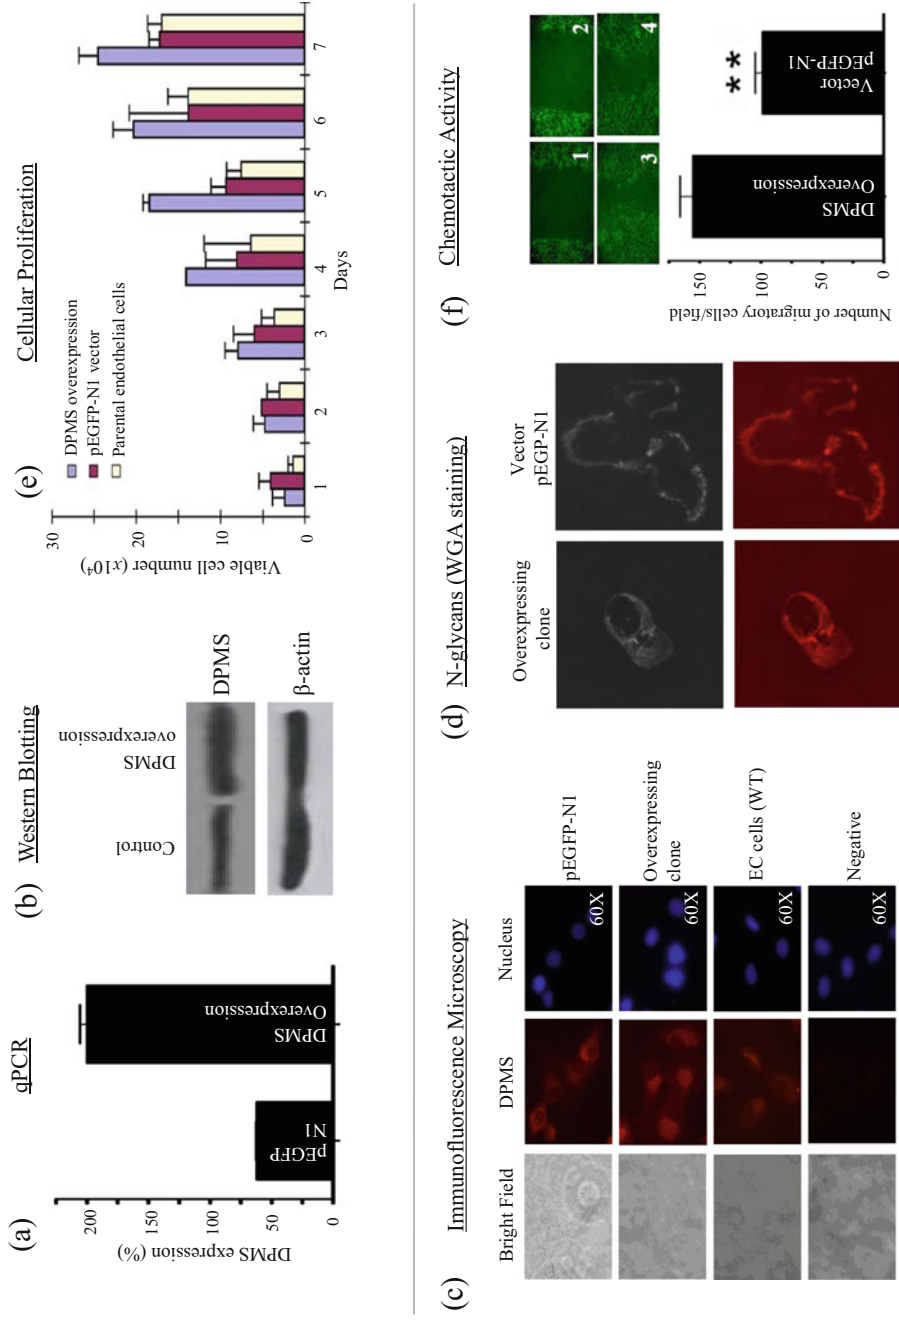 (a)
qPCR
DPMS expression (%)
200
150
100
50
0
pEGFP
N1
DPMS
Overexpression
(b)
Western Blotting
Control
DPMS
overexpression
DPMS
β-actin
(e)
Cellular Proliferation
DPMS overexpression
pEGFP-N1 vector
Parental endothelial cells
Viable cell number (x10⁴)
30
20
10
0
1
2
3
4
5
6
7
Days
(c)
Immunofluorescence Microscopy
Bright Field
DPMS
Nucleus
60X
pEGFP-N1
60X
Overexpressing
clone
60X
EC cells (WT)
60X
Negative
(d)
N-glycans (WGA staining)
Overexpressing
clone
Vector
pEGP-N1
(f)
Chemotactic Activity
1
2
3
4
Number of migratory cells/field
150
100
50
0
DPMS
Overexpression
**
Vector
pEGFP-N1